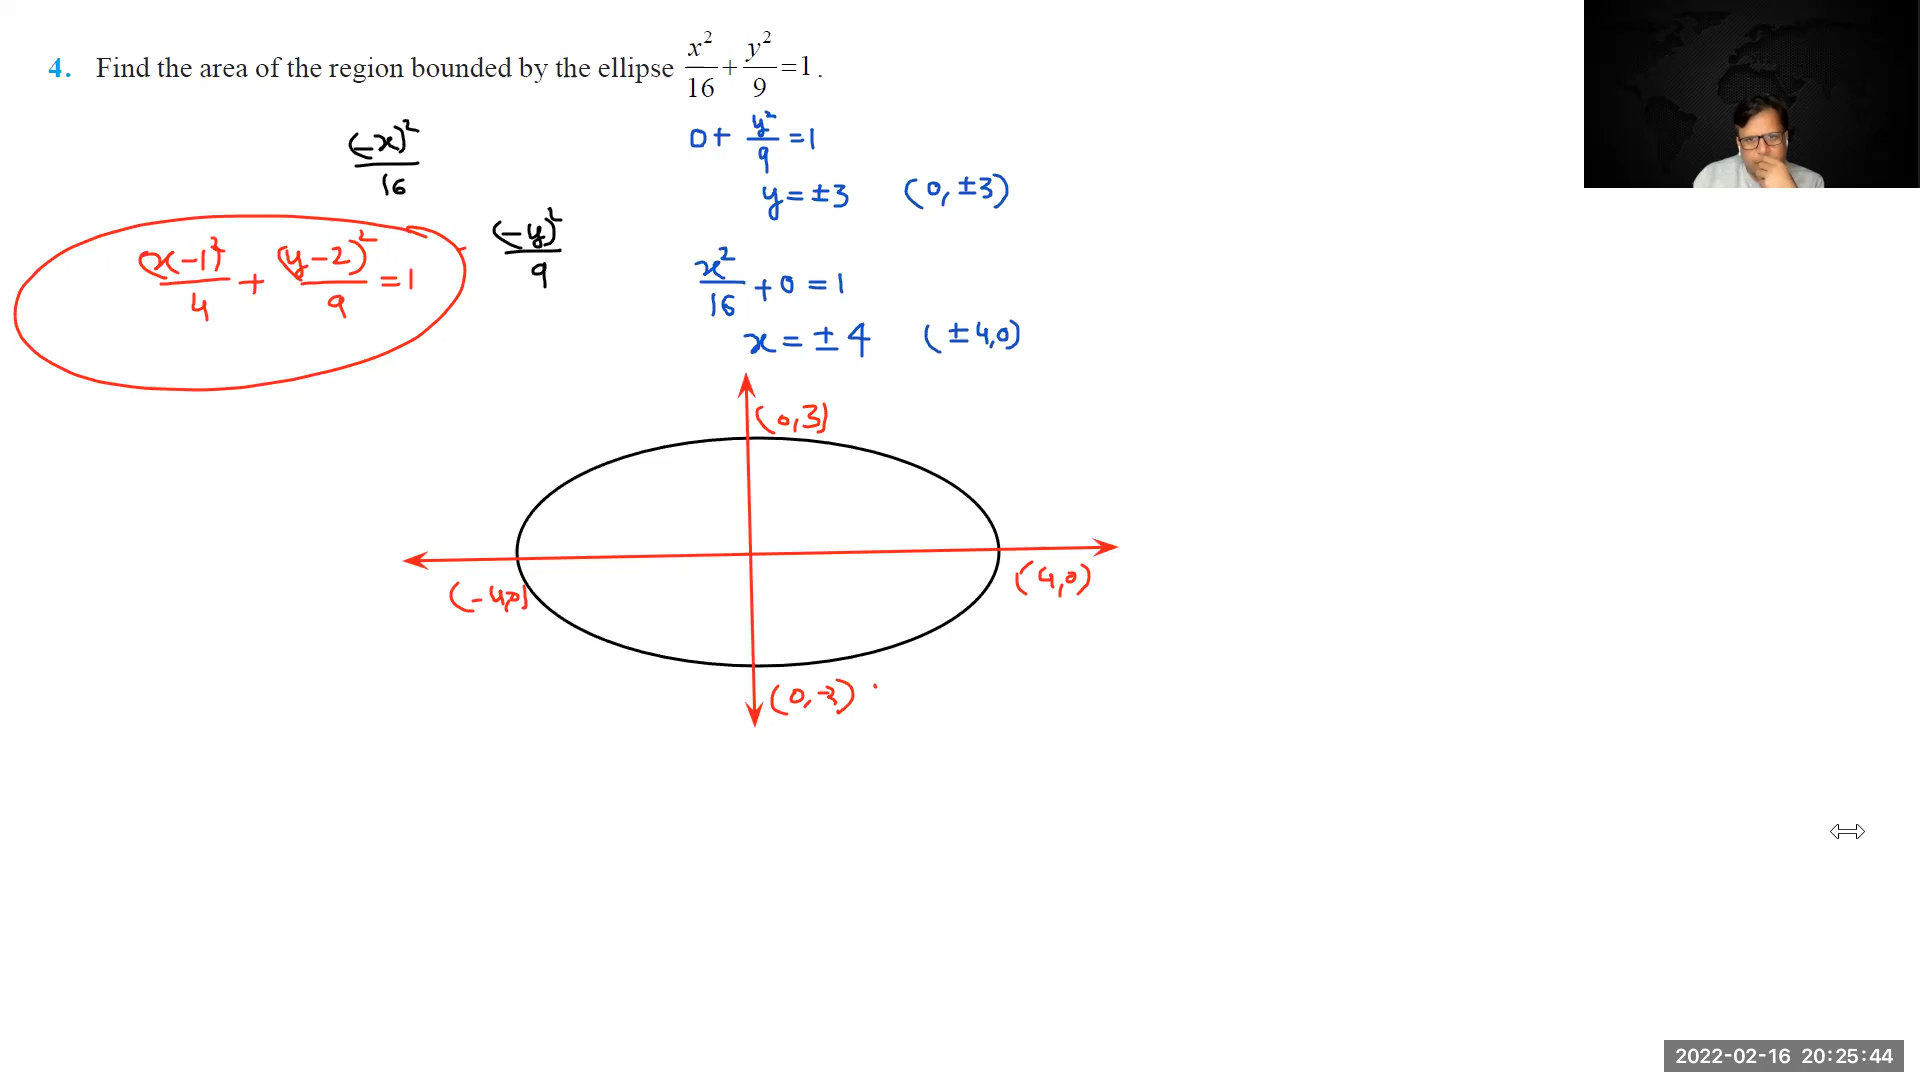 4. Find the area of the region bounded by the ellipse x²/16 + y²/9 = 1.
(-x)²/16
0 + y²/9 = 1
y = ±3 (0, ±3)
(-y)²/9
(x-1)²/4 + (y-2)²/9 = 1
x²/16 + 0 = 1
x = ±4 (±4,0)
(0,3)
(-4,0)
(4,0)
(0,-3)
2022-02-16 20:25:44